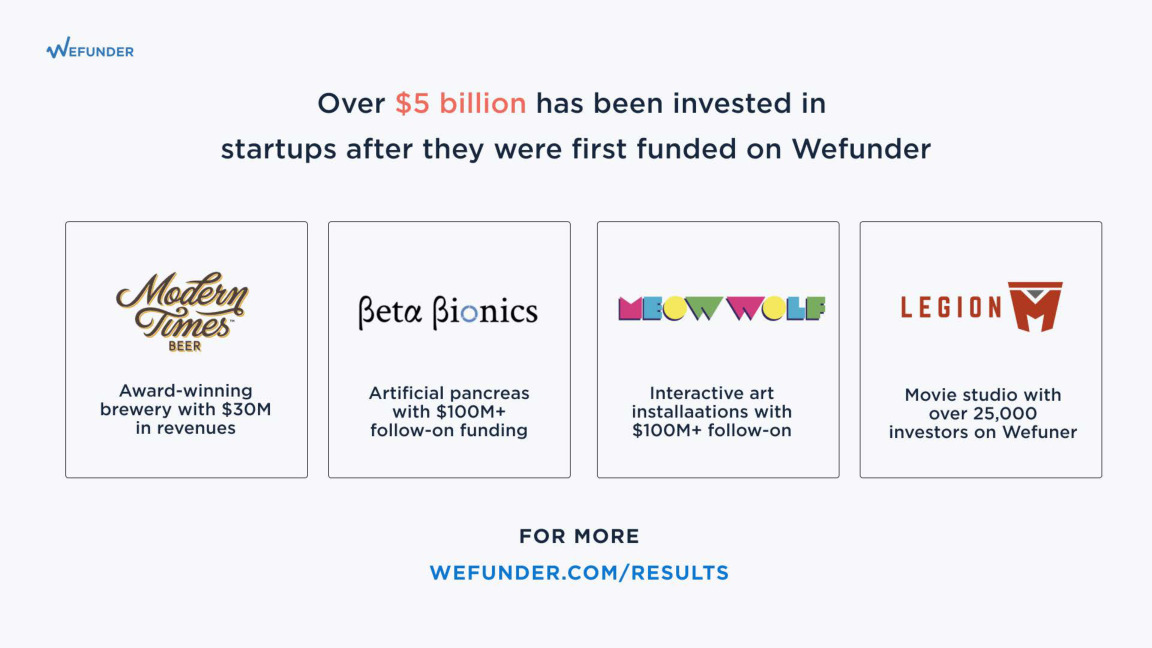 WEFUNDER
Over $5 billion has been invested in
startups after they were first funded on Wefunder
Modern
Times™
BEER
Award-winning
brewery with $30M
in revenues
βeta βionics
Artificial pancreas
with $100M+
follow-on funding
MEOW WOLF
Interactive art
installaations with
$100M+ follow-on
LEGION M
Movie studio with
over 25,000
investors on Wefuner
FOR MORE
WEFUNDER.COM/RESULTS